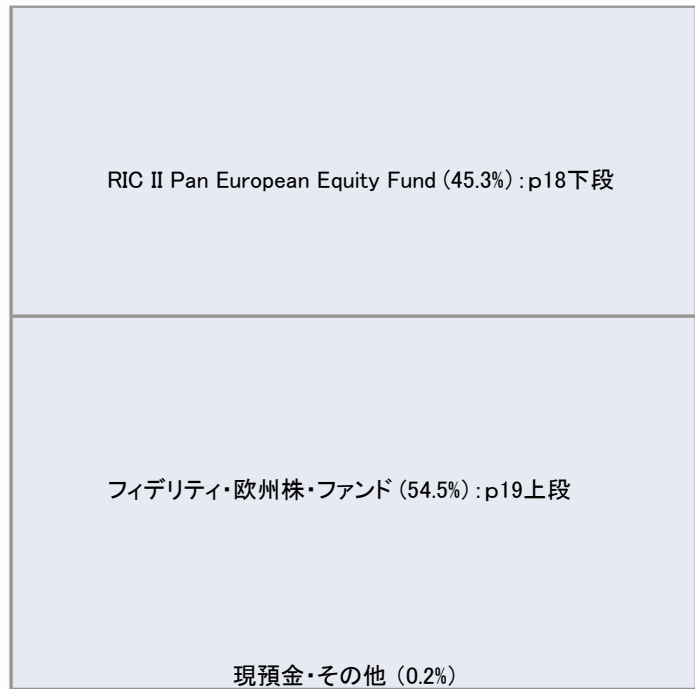 RIC II Pan European Equity Fund (45.3%) : p18下段
フィデリティ・欧州株・ファンド (54.5%) : p19上段
現預金・その他 (0.2%)